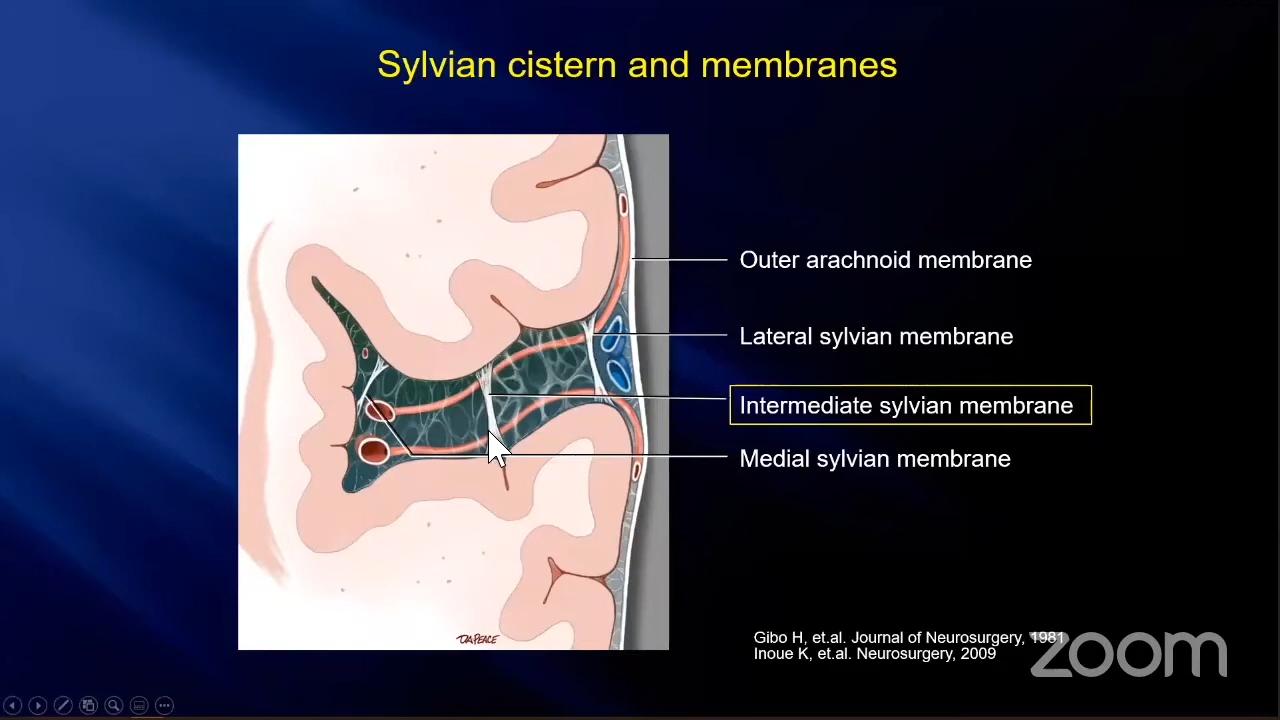 Sylvian cistern and membranes
Outer arachnoid membrane
Lateral sylvian membrane
Intermediate sylvian membrane
Medial sylvian membrane
DAPEACE
Gibo H, et.al. Journal of Neurosurgery, 1981
Inoue K, et.al. Neurosurgery, 2009
zoom